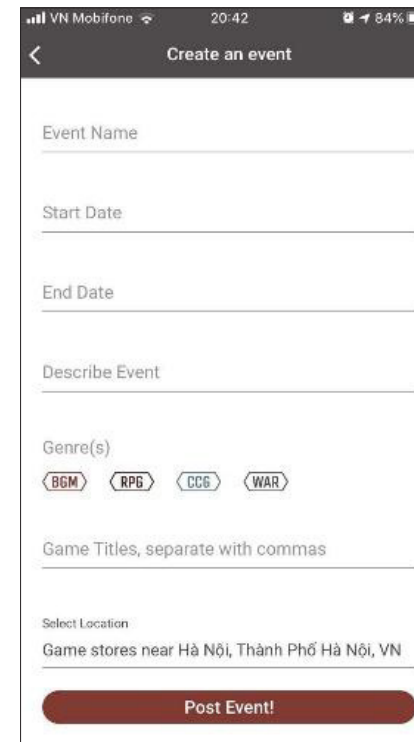 VN Mobifone 20:42 84%
Create an event
Event Name
Start Date
End Date
Describe Event
Genre(s)
BGM RPG CCG WAR
Game Titles, separate with commas
Select Location
Game stores near Hà Nội, Thành Phố Hà Nội, VN
Post Event!